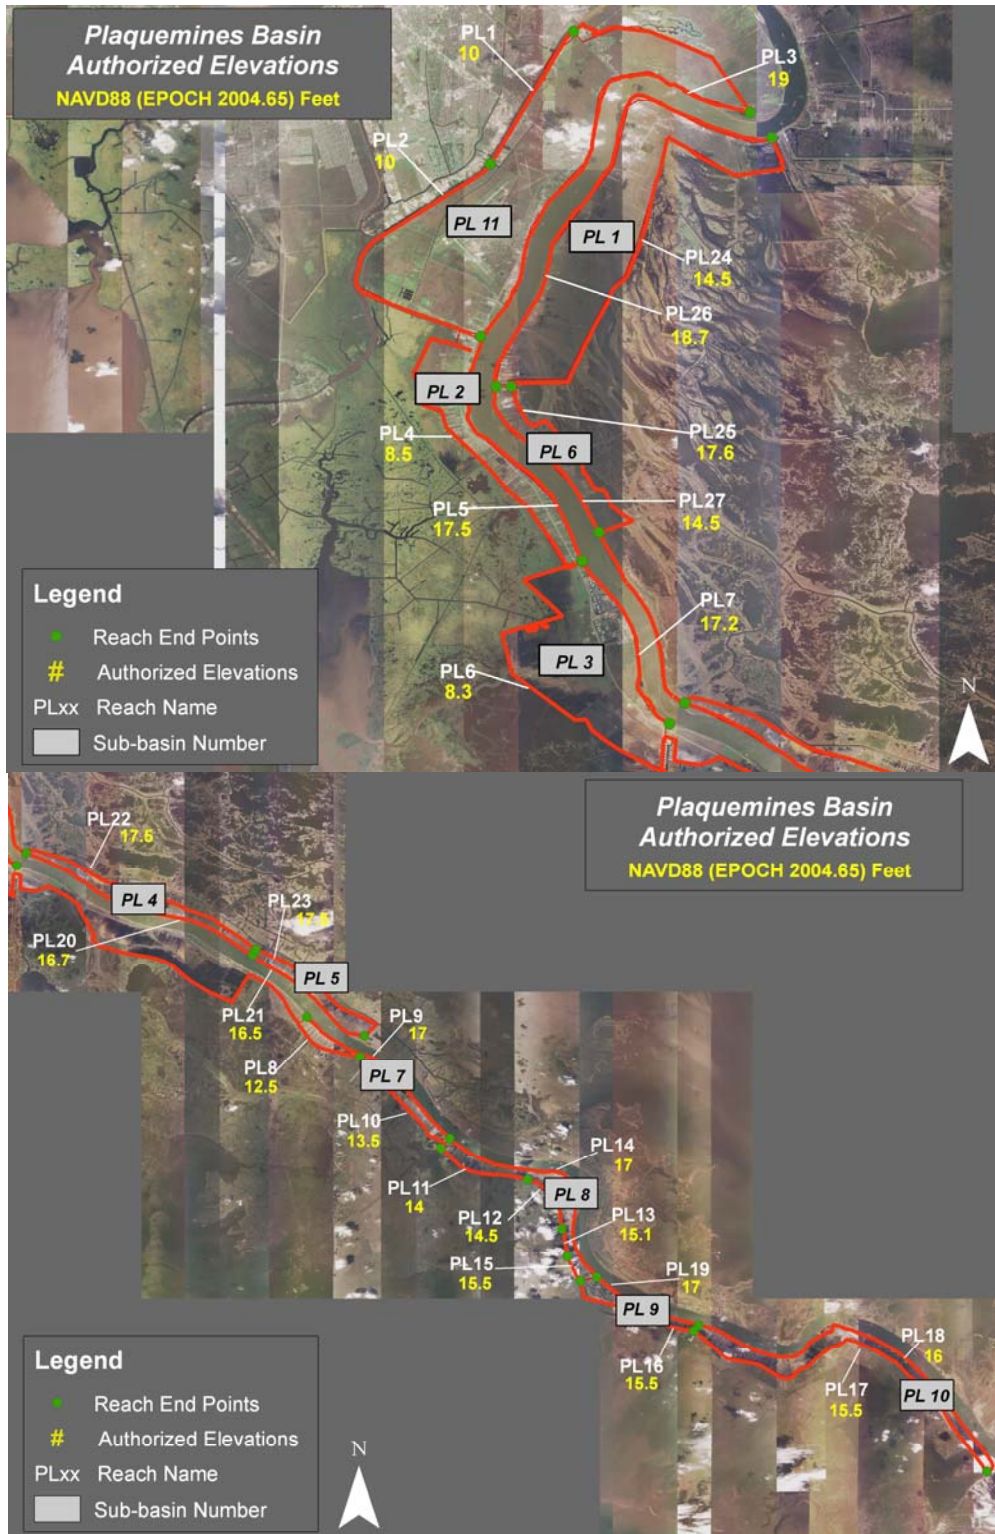 Plaquemines Basin
Authorized Elevations
NAVD88 (EPOCH 2004.65) Feet
PL1
10
PL3
19
PL2
10
PL 11
PL 1
PL24
14.5
PL26
18.7
PL 2
PL4
8.5
PL25
17.6
PL 6
PL5
17.5
PL27
14.5
PL7
17.2
PL 3
PL6
8.3
Legend
Reach End Points
# Authorized Elevations
PLxx Reach Name
Sub-basin Number
N
Plaquemines Basin
Authorized Elevations
NAVD88 (EPOCH 2004.65) Feet
PL22
17.5
PL 4
PL23
17.5
PL20
16.7
PL 5
PL21
16.5
PL9
17
PL8
12.5
PL 7
PL10
13.5
PL14
17
PL11
14
PL 8
PL12
14.5
PL13
15.1
PL15
15.5
PL19
17
PL 9
PL16
15.5
PL18
16
PL17
15.5
PL 10
Legend
Reach End Points
# Authorized Elevations
PLxx Reach Name
Sub-basin Number
N